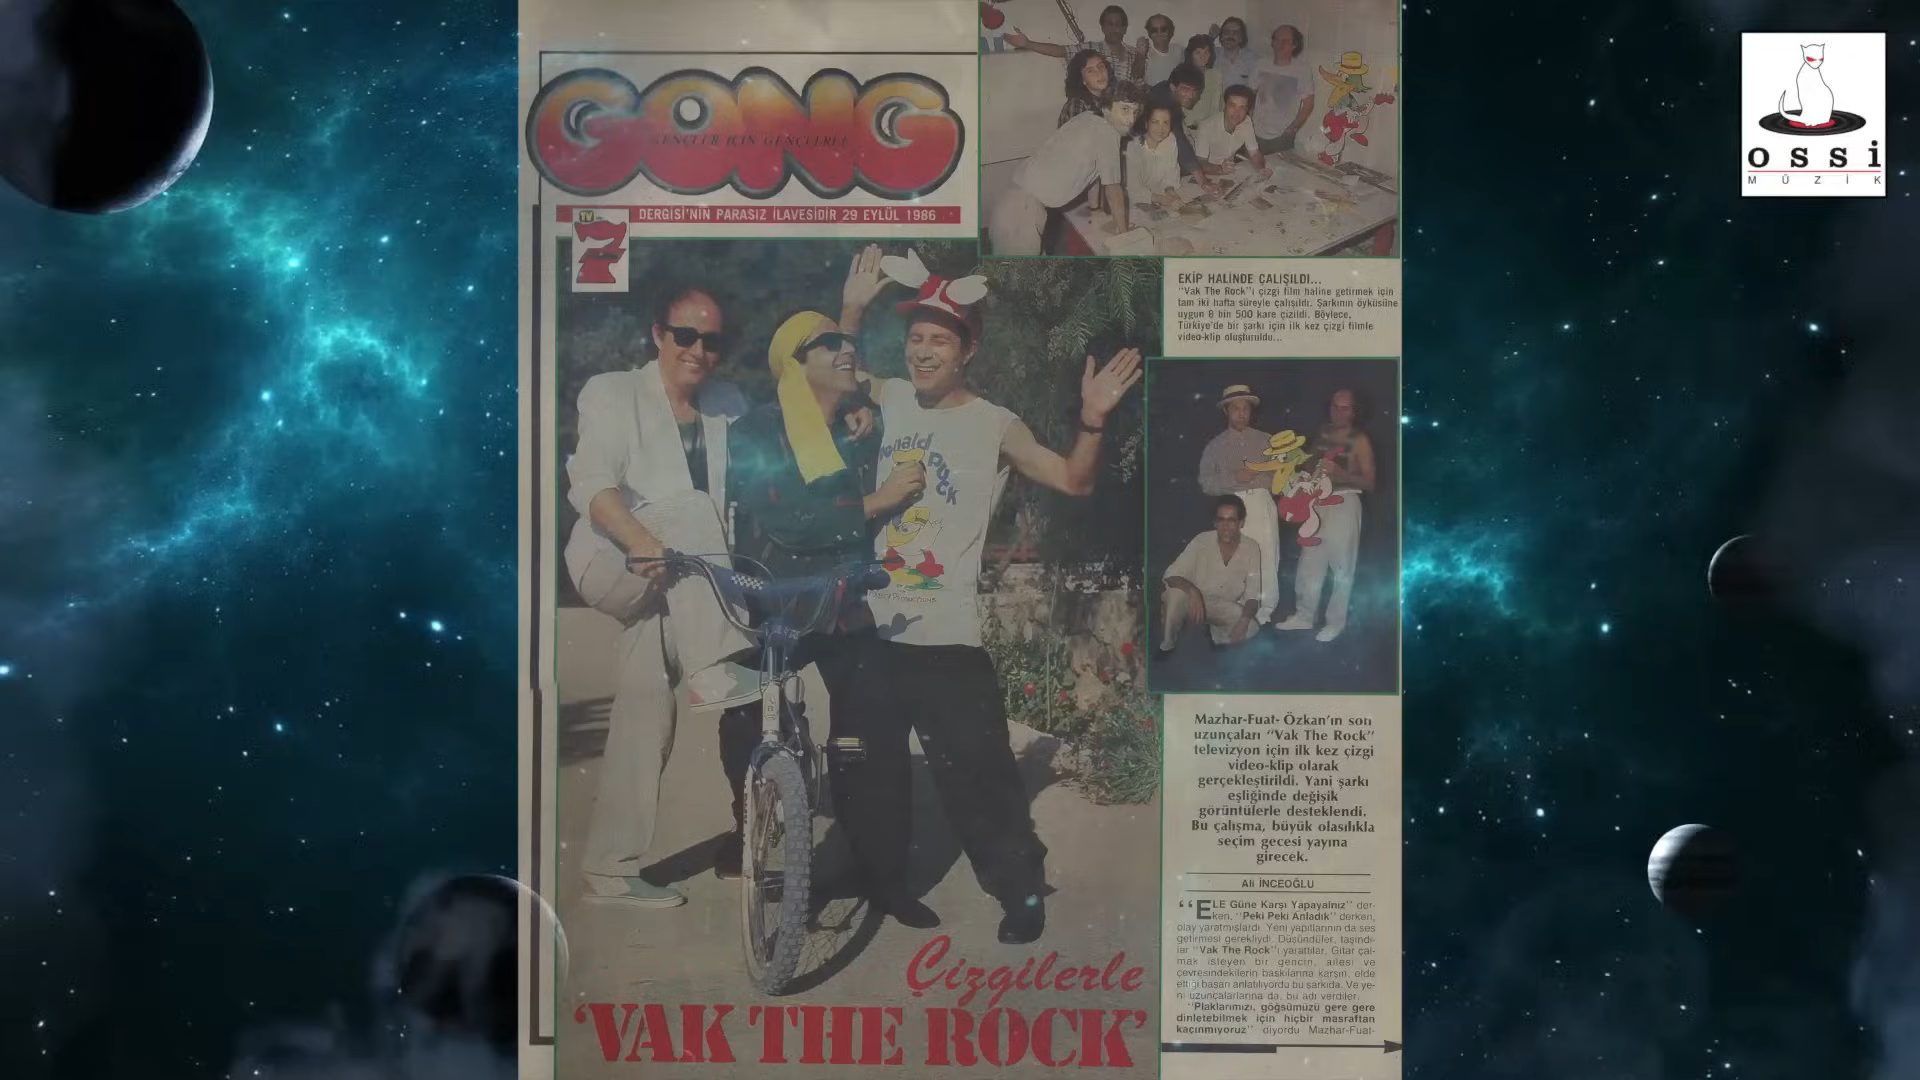 GONG
GENÇLER İÇİN GENÇLERLE
TV
7
DERGİSİ'NİN PARASIZ İLAVESİDİR 29 EYLÜL 1986
Donald
Duck
EKİP HALİNDE ÇALIŞILDI...
"Vak The Rock"ı çizgi film haline getirmek için
tam iki hafta süreyle çalışıldı. Şarkının öyküsüne
uygun 8 bin 500 kare çizildi. Böylece,
Türkiye'de bir şarkı için ilk kez çizgi filmle
video-klip oluşturuldu...
Mazhar-Fuat-Özkan'ın son
uzunçaları "Vak The Rock"
televizyon için ilk kez çizgi
video-klip olarak
gerçekleştirildi. Yani şarkı
eşliğinde değişik
görüntülerle desteklendi.
Bu çalışma, büyük olasılıkla
seçim gecesi yayına
girecek.
Ali İNCEOĞLU
"ELE Güne Karşı Yapayalnız" der-
ken, "Peki Peki Anladık" derken,
olay yaratmışlardı. Yeni yapıtlarının da ses
getirmesi gerekliydi. Düşündüler, taşındı-
lar "Vak The Rock"ı yarattılar. Gitar çal-
mak isteyen bir gencin, ailesi ve
çevresindekilerin baskılarına karşın, elde
ettiği başarı anlatılıyordu bu şarkıda. Ve ye-
ni uzunçalarlarına da, bu adı verdiler.
"Plaklarımızı, göğsümüzü gere gere
dinletebilmek için hiçbir masraftan
kaçınmıyoruz" diyordu Mazhar-Fuat-
Çizgilerle
'VAK THE ROCK'
ossi
MÜZİK